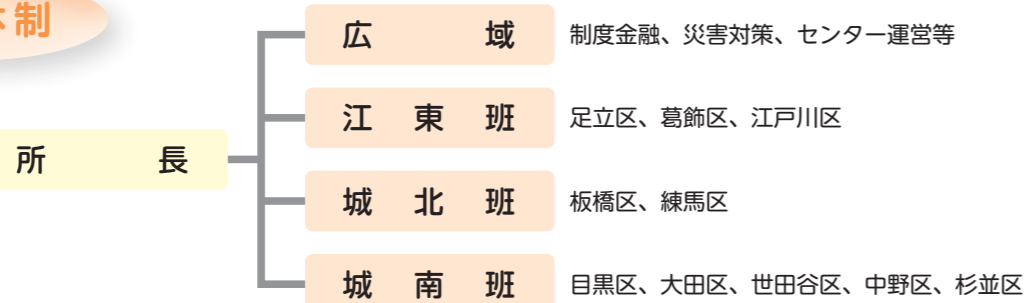 制
広域 制度金融、災害対策、センター運営等
江東班 足立区、葛飾区、江戸川区
所長
城北班 板橋区、練馬区
城南班 目黒区、大田区、世田谷区、中野区、杉並区